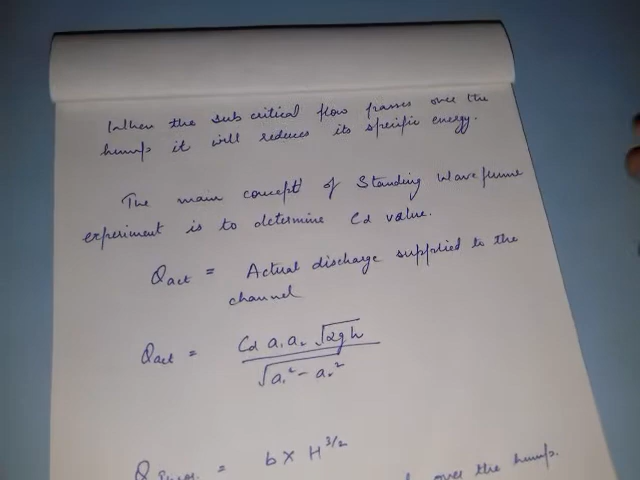 When the sub critical flow passes over the
hump it will reduces its specific energy.
The main concept of Standing Wave flume
experiment is to determine Cd value.
Qact = Actual discharge supplied to the
channel
Qact = Cd a₁ a₂ √2gh
√a₁² - a₂²
Q = b x H^3/2
over the hump.